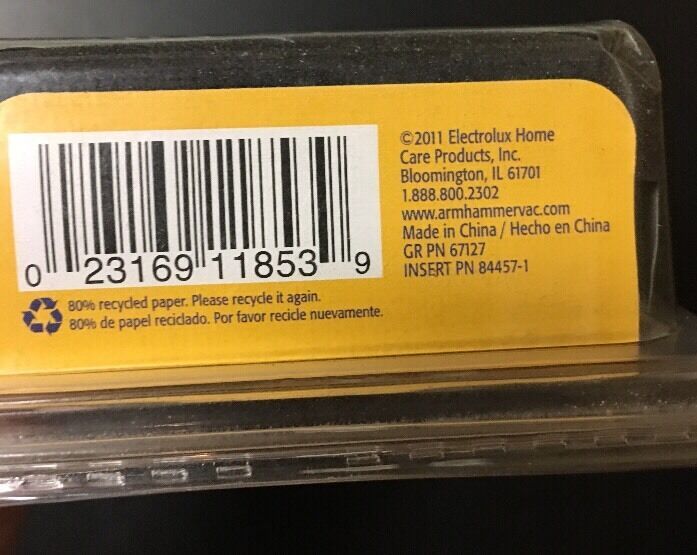 0 23169 11853 9
80% recycled paper. Please recycle it again.
80% de papel reciclado. Por favor recicle nuevamente.
©2011 Electrolux Home
Care Products, Inc.
Bloomington, IL 61701
1.888.800.2302
www.armhammervac.com
Made in China / Hecho en China
GR PN 67127
INSERT PN 84457-1